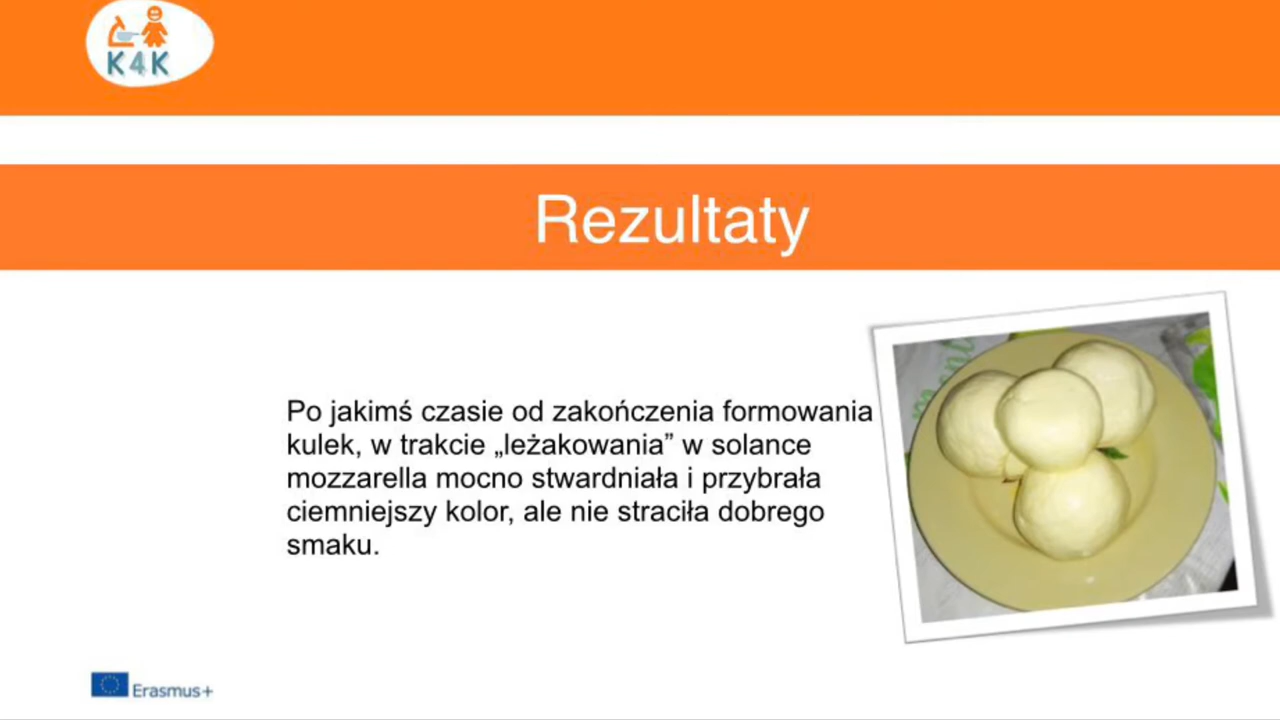 K4K
Rezultaty
Po jakimś czasie od zakończenia formowania
kulek, w trakcie „leżakowania” w solance
mozzarella mocno stwardniała i przybrała
ciemniejszy kolor, ale nie straciła dobrego
smaku.
Erasmus+